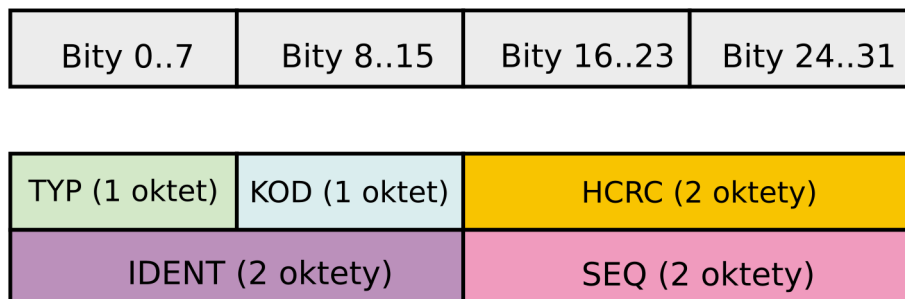 Bity 0..7 Bity 8..15 Bity 16..23 Bity 24..31
TYP (1 oktet) KOD (1 oktet) HCRC (2 oktety)
IDENT (2 oktety) SEQ (2 oktety)